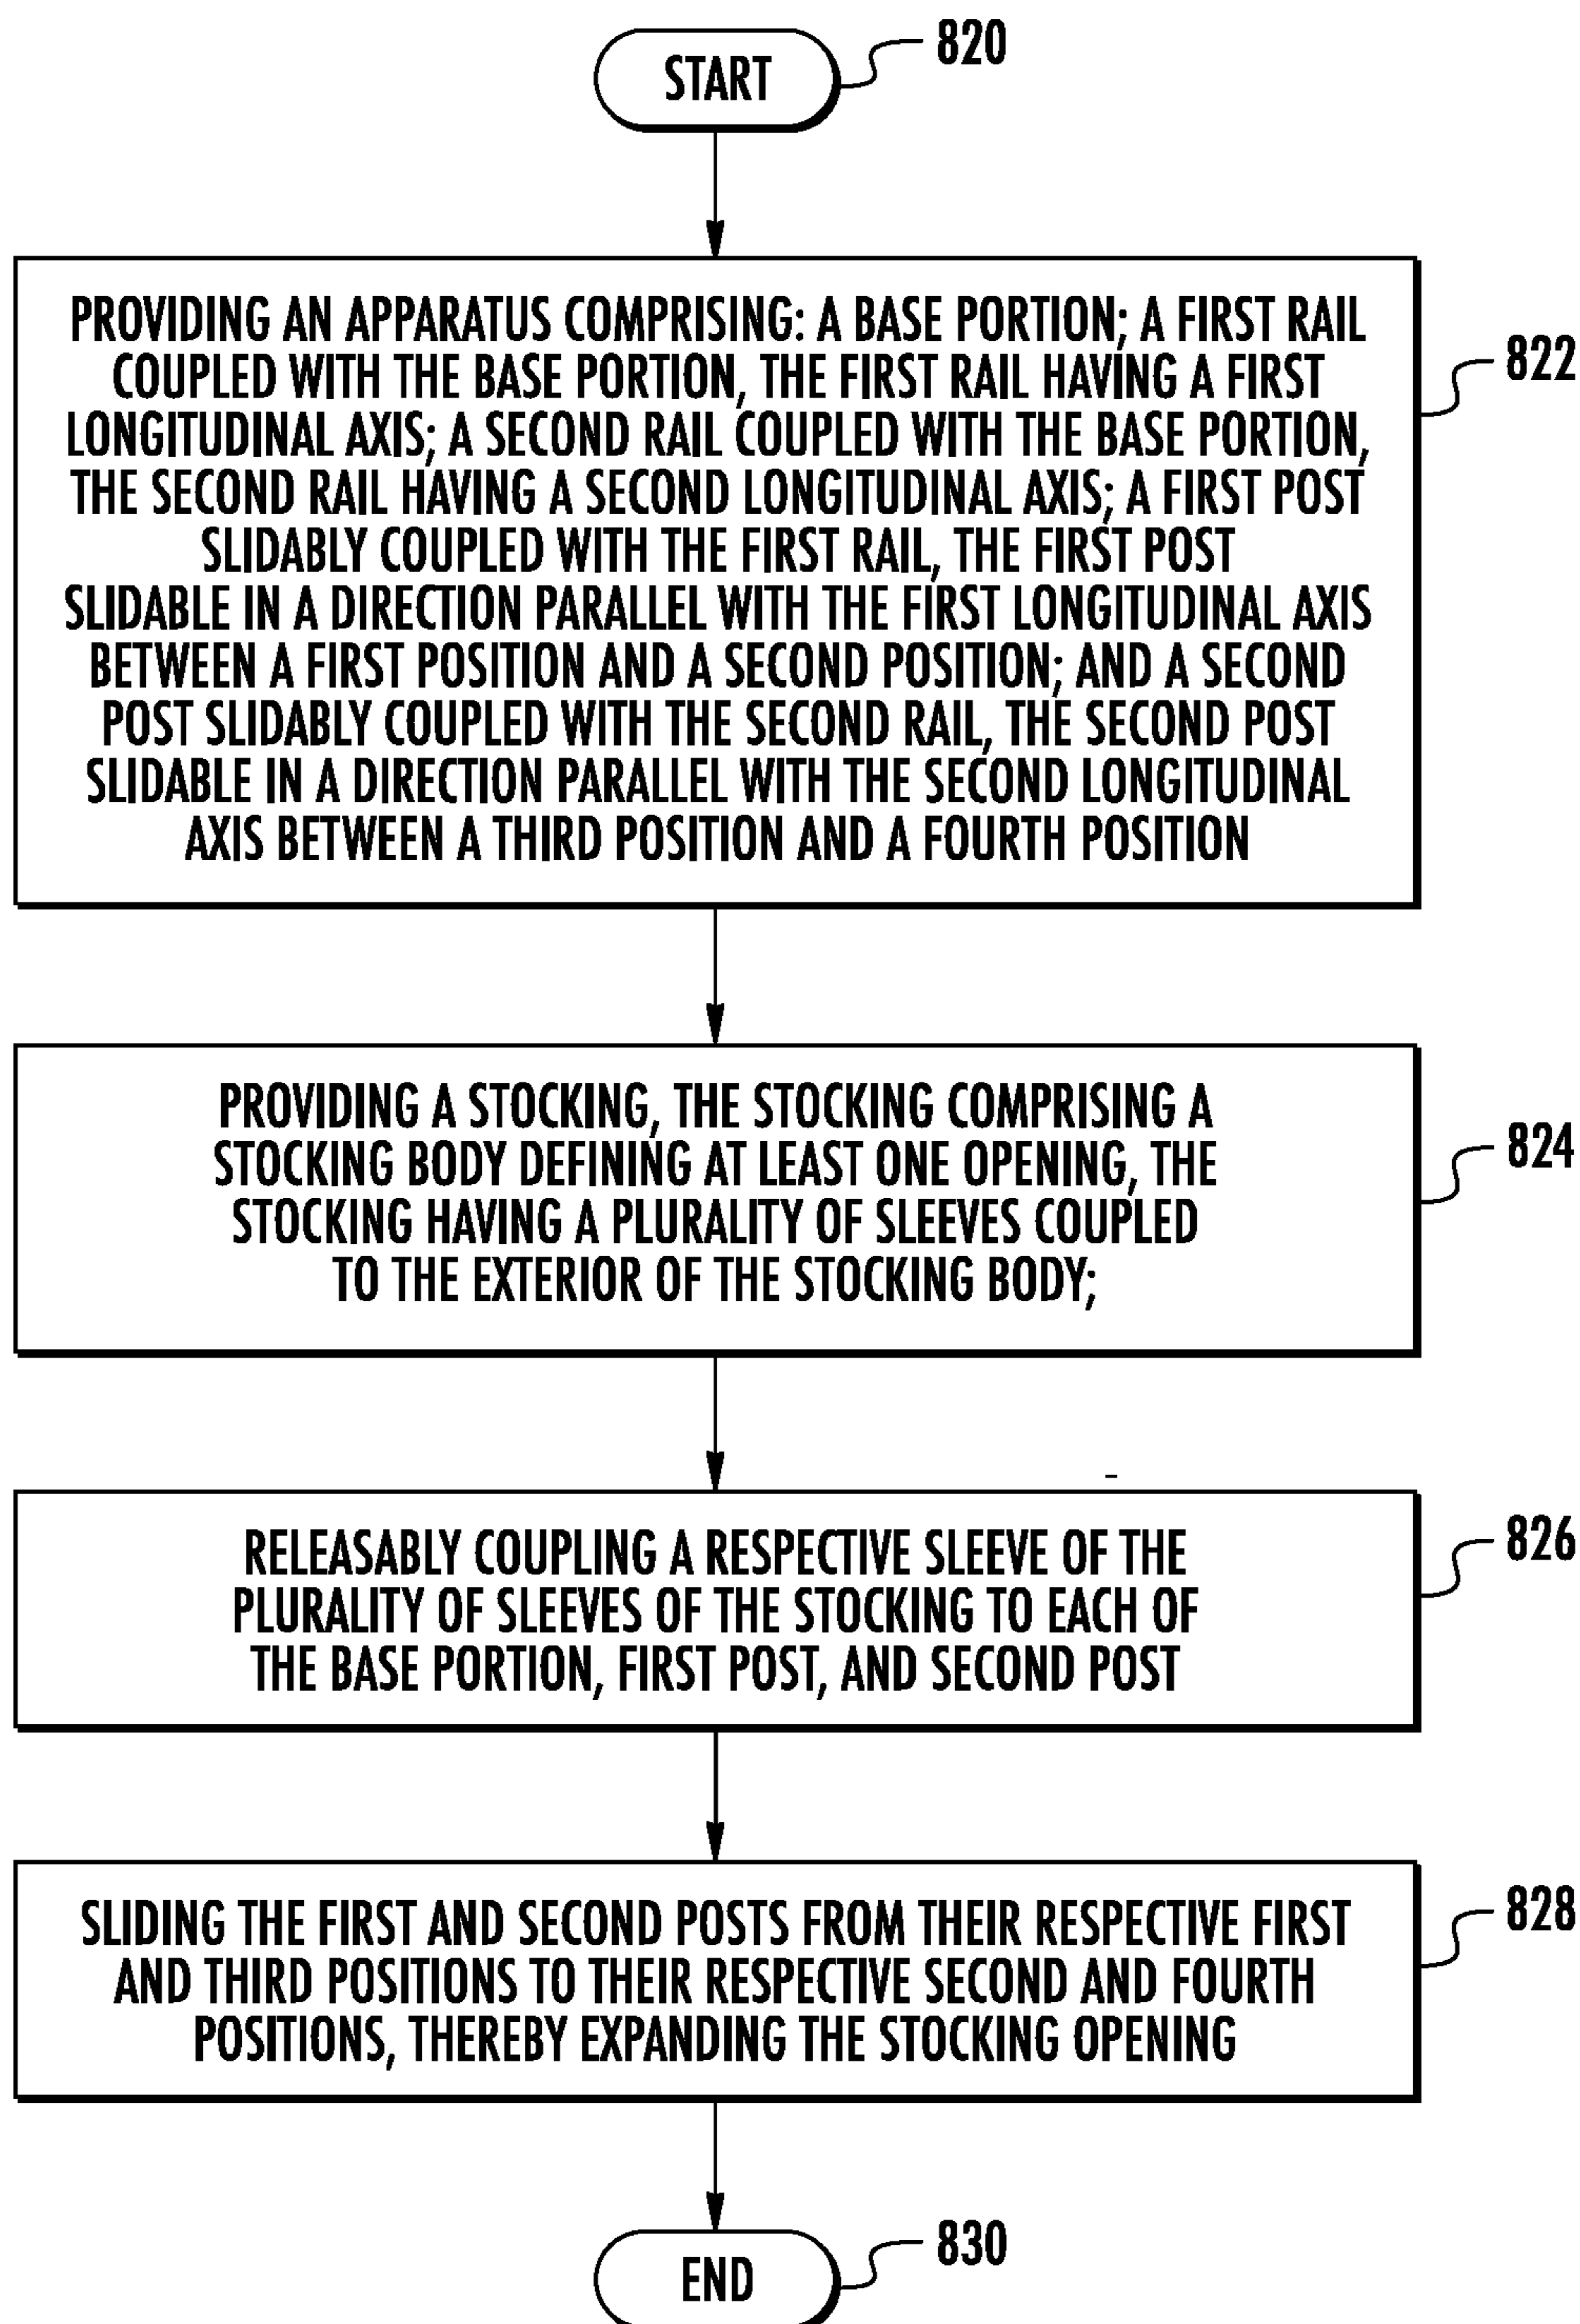 START
820
PROVIDING AN APPARATUS COMPRISING: A BASE PORTION; A FIRST RAIL
COUPLED WITH THE BASE PORTION, THE FIRST RAIL HAVING A FIRST
LONGITUDINAL AXIS; A SECOND RAIL COUPLED WITH THE BASE PORTION,
THE SECOND RAIL HAVING A SECOND LONGITUDINAL AXIS; A FIRST POST
SLIDABLY COUPLED WITH THE FIRST RAIL, THE FIRST POST
SLIDABLE IN A DIRECTION PARALLEL WITH THE FIRST LONGITUDINAL AXIS
BETWEEN A FIRST POSITION AND A SECOND POSITION; AND A SECOND
POST SLIDABLY COUPLED WITH THE SECOND RAIL, THE SECOND POST
SLIDABLE IN A DIRECTION PARALLEL WITH THE SECOND LONGITUDINAL
AXIS BETWEEN A THIRD POSITION AND A FOURTH POSITION
822
PROVIDING A STOCKING, THE STOCKING COMPRISING A
STOCKING BODY DEFINING AT LEAST ONE OPENING, THE
STOCKING HAVING A PLURALITY OF SLEEVES COUPLED
TO THE EXTERIOR OF THE STOCKING BODY;
824
RELEASABLY COUPLING A RESPECTIVE SLEEVE OF THE
PLURALITY OF SLEEVES OF THE STOCKING TO EACH OF
THE BASE PORTION, FIRST POST, AND SECOND POST
826
SLIDING THE FIRST AND SECOND POSTS FROM THEIR RESPECTIVE FIRST
AND THIRD POSITIONS TO THEIR RESPECTIVE SECOND AND FOURTH
POSITIONS, THEREBY EXPANDING THE STOCKING OPENING
828
END
830